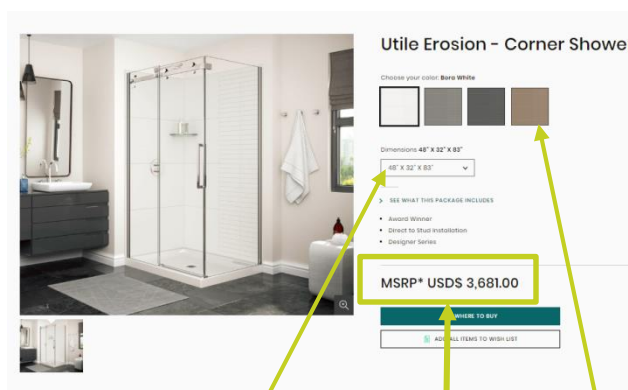 Utile Erosion - Corner Showe
Choose your color: Bora White
Dimensions 48" X 32" X 83"
48" X 32" X 83"
SEE WHAT THIS PACKAGE INCLUDES
Award Winner
Direct to Stud Installation
Designer Series
MSRP* USD$ 3,681.00
WHERE TO BUY
ADD ALL ITEMS TO WISH LIST